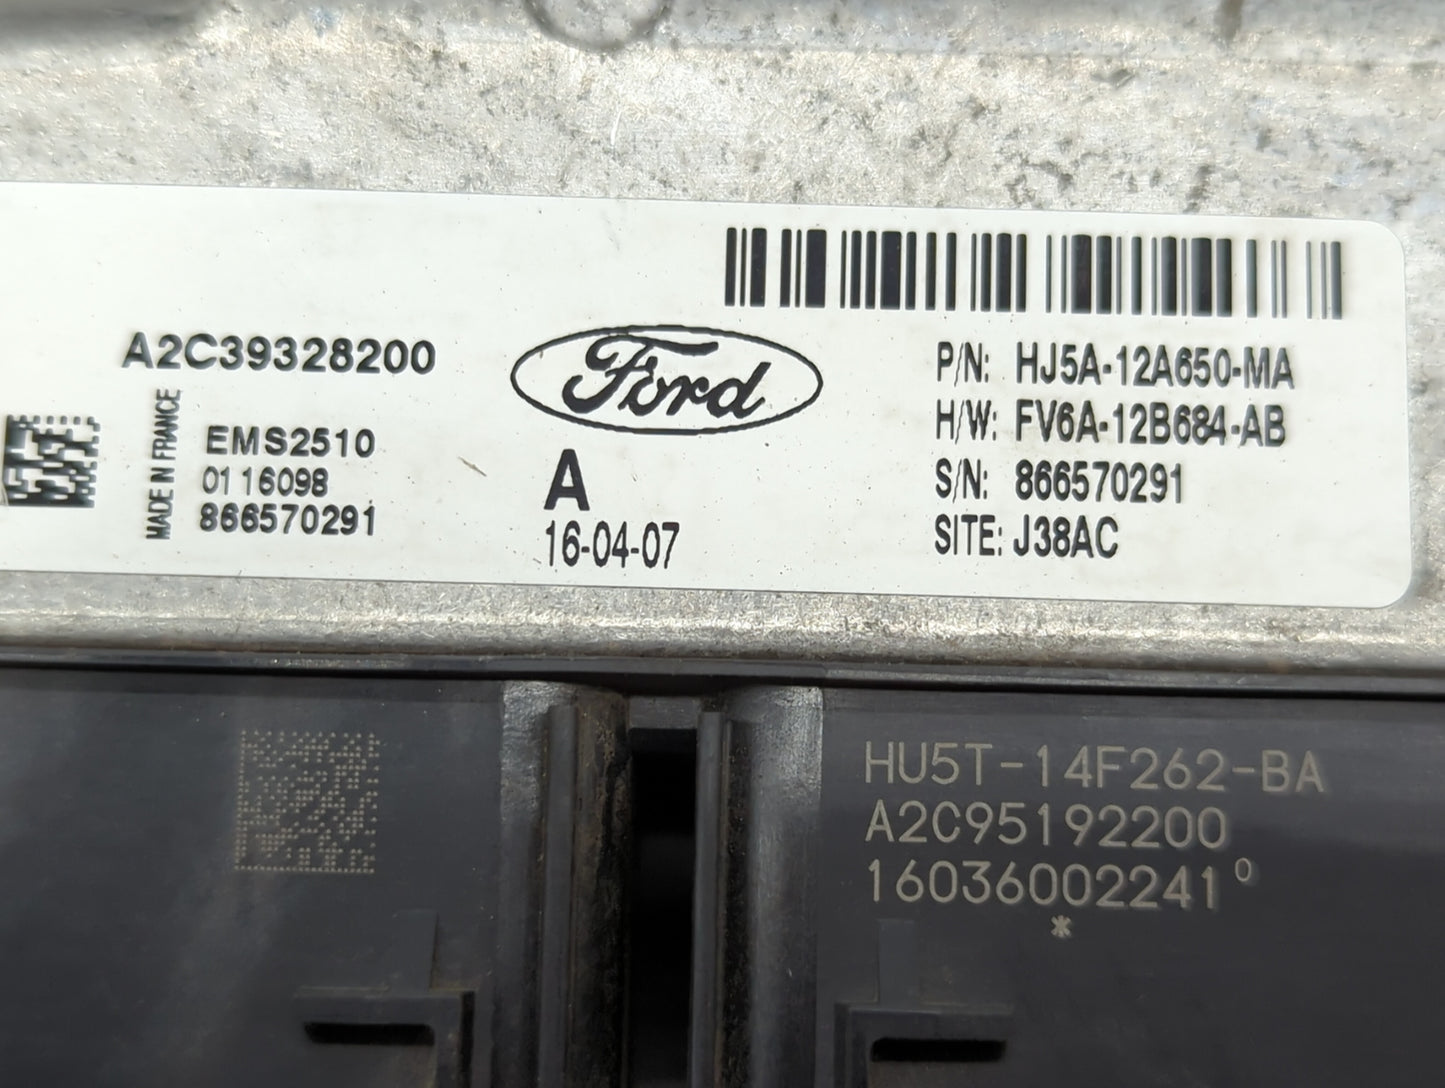 A2C39328200
MADE IN FRANCE
EMS2510
01 16098
866570291
Ford
A
16-04-07
P/N: HJ5A-12A650-MA
H/W: FV6A-12B684-AB
S/N: 866570291
SITE: J38AC
HU5T-14F262-BA
A2C95192200
16036002241⁰
*